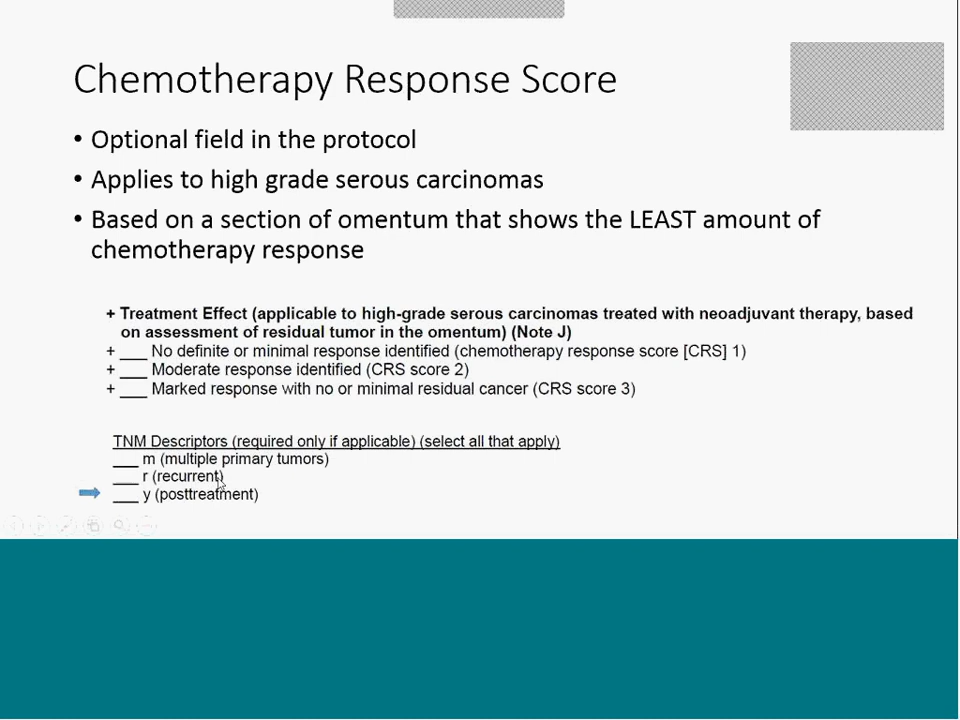 Chemotherapy Response Score
• Optional field in the protocol
• Applies to high grade serous carcinomas
• Based on a section of omentum that shows the LEAST amount of
chemotherapy response
+ Treatment Effect (applicable to high-grade serous carcinomas treated with neoadjuvant therapy, based
on assessment of residual tumor in the omentum) (Note J)
+ ___ No definite or minimal response identified (chemotherapy response score [CRS] 1)
+ ___ Moderate response identified (CRS score 2)
+ ___ Marked response with no or minimal residual cancer (CRS score 3)
TNM Descriptors (required only if applicable) (select all that apply)
___ m (multiple primary tumors)
___ r (recurrent)
___ y (posttreatment)